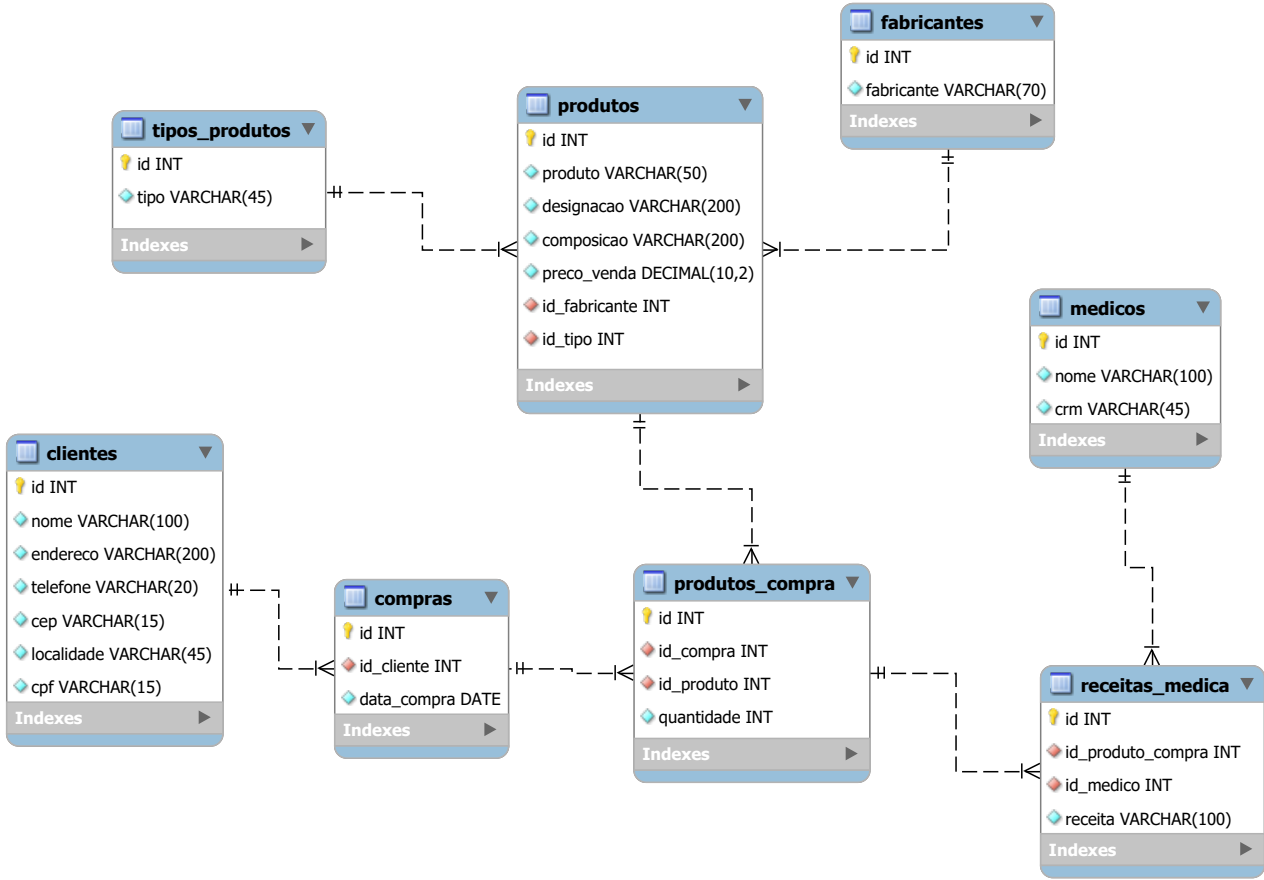 fabricantes
id INT
fabricante VARCHAR(70)
Indexes
tipos_produtos
id INT
tipo VARCHAR(45)
Indexes
produtos
id INT
produto VARCHAR(50)
designacao VARCHAR(200)
composicao VARCHAR(200)
preco_venda DECIMAL(10,2)
id_fabricante INT
id_tipo INT
Indexes
medicos
id INT
nome VARCHAR(100)
crm VARCHAR(45)
Indexes
clientes
id INT
nome VARCHAR(100)
endereco VARCHAR(200)
telefone VARCHAR(20)
cep VARCHAR(15)
localidade VARCHAR(45)
cpf VARCHAR(15)
Indexes
compras
id INT
id_cliente INT
data_compra DATE
Indexes
produtos_compra
id INT
id_compra INT
id_produto INT
quantidade INT
Indexes
receitas_medica
id INT
id_produto_compra INT
id_medico INT
receita VARCHAR(100)
Indexes